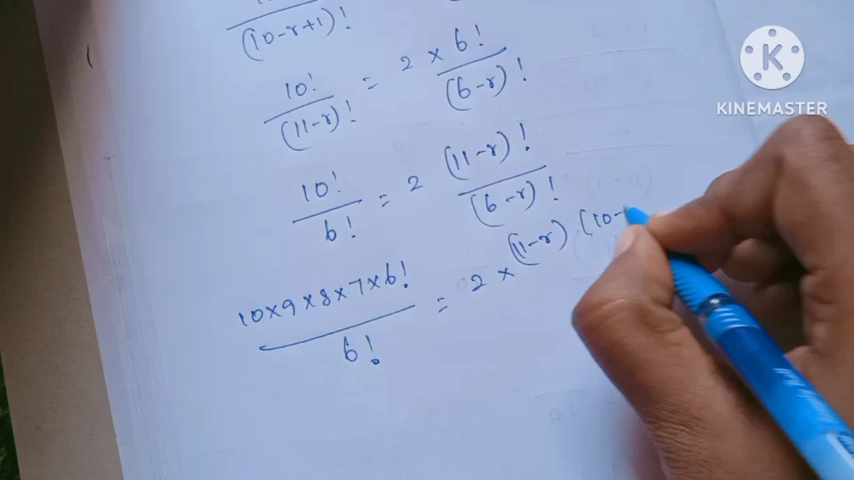 (10-r+1)!
10!/(11-r)! = 2 × 6!/(6-r)!
10!/6! = 2 (11-r)!/(6-r)!
10×9×8×7×6!/6! = 2 × (11-r) (10-
KINEMASTER